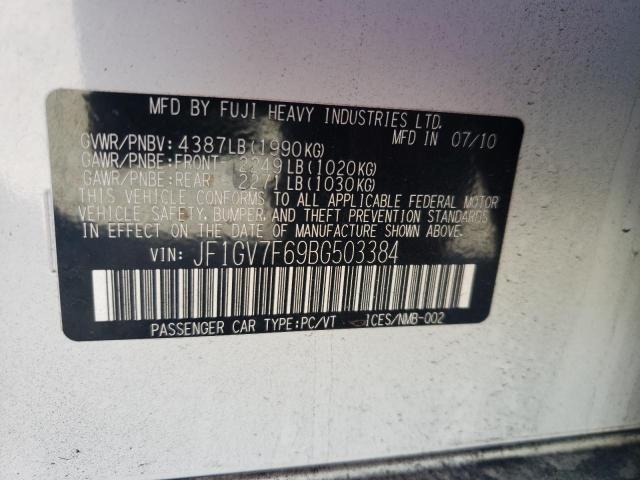 MFD BY FUJI HEAVY INDUSTRIES LTD.
MFD IN 07/10
GVWR/PNBV: 4387LB(1990KG)
GAWR/PNBE:FRONT 2249LB(1020KG)
GAWR/PNBE:REAR 2271LB(1030KG)
THIS VEHICLE CONFORMS TO ALL APPLICABLE FEDERAL MOTOR
VEHICLE SAFETY, BUMPER, AND THEFT PREVENTION STANDARDS
IN EFFECT ON THE DATE OF MANUFACTURE SHOWN ABOVE.
VIN: JF1GV7F69BG503384
PASSENGER CAR TYPE:PC/VT ICES/NMB-002